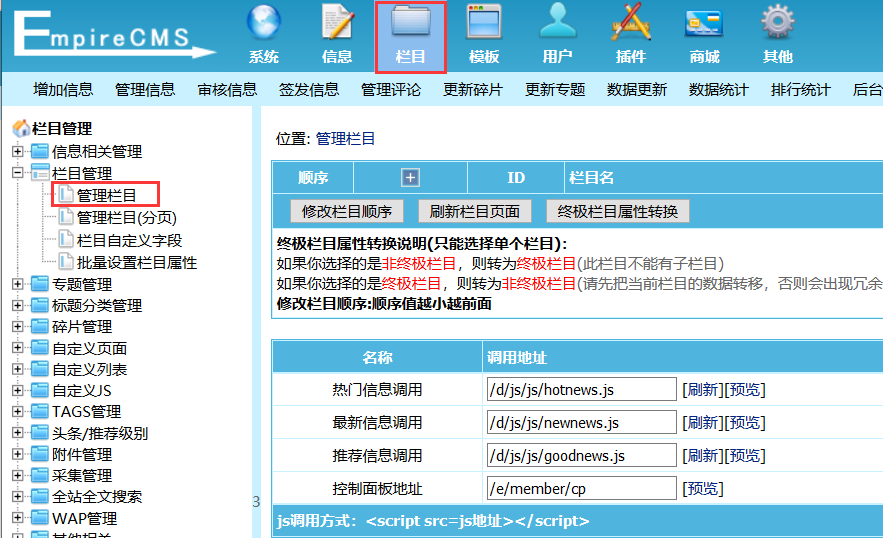 EmpireCMS
系统 信息 栏目 模板 用户 插件 商城 其他
增加信息 管理信息 审核信息 签发信息 管理评论 更新碎片 更新专题 数据更新 数据统计 排行统计 后台
栏目管理
信息相关管理
栏目管理
管理栏目
管理栏目(分页)
栏目自定义字段
批量设置栏目属性
专题管理
标题分类管理
碎片管理
自定义页面
自定义列表
自定义JS
TAGS管理
头条/推荐级别
附件管理
采集管理
全站全文搜索
WAP管理
其他相关
3
位置: 管理栏目
顺序 ID 栏目名
修改栏目顺序 刷新栏目页面 终极栏目属性转换
终极栏目属性转换说明(只能选择单个栏目)：
如果你选择的是非终极栏目，则转为终极栏目(此栏目不能有子栏目)
如果你选择的是终极栏目，则转为非终极栏目(请先把当前栏目的数据转移，否则会出现冗余
修改栏目顺序:顺序值越小越前面
名称 调用地址
热门信息调用 /d/js/js/hotnews.js [刷新][预览]
最新信息调用 /d/js/js/newnews.js [刷新][预览]
推荐信息调用 /d/js/js/goodnews.js [刷新][预览]
控制面板地址 /e/member/cp [预览]
js调用方式：<script src=js地址></script>